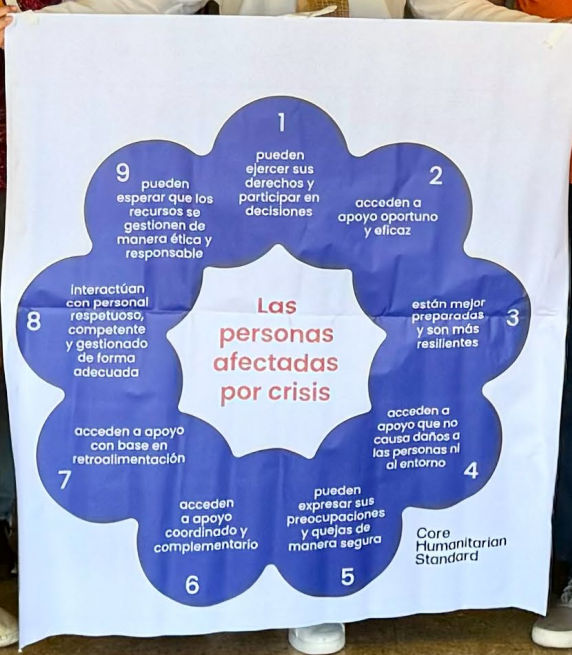 Las
personas
afectadas
por crisis
1
pueden
ejercer sus
derechos y
participar en
decisiones
2
acceden a
apoyo oportuno
y eficaz
3
están mejor
preparadas
y son más
resilientes
acceden a
apoyo que no
causa daños a
las personas ni
al entorno
4
pueden
expresar sus
preocupaciones
y quejas de
manera segura
5
acceden
a apoyo
coordinado y
complementario
6
acceden a apoyo
con base en
retroalimentación
7
interactúan
con personal
respetuoso,
competente
y gestionado
de forma
adecuada
8
9
pueden
esperar que los
recursos se
gestionen de
manera ética y
responsable
Core
Humanitarian
Standard